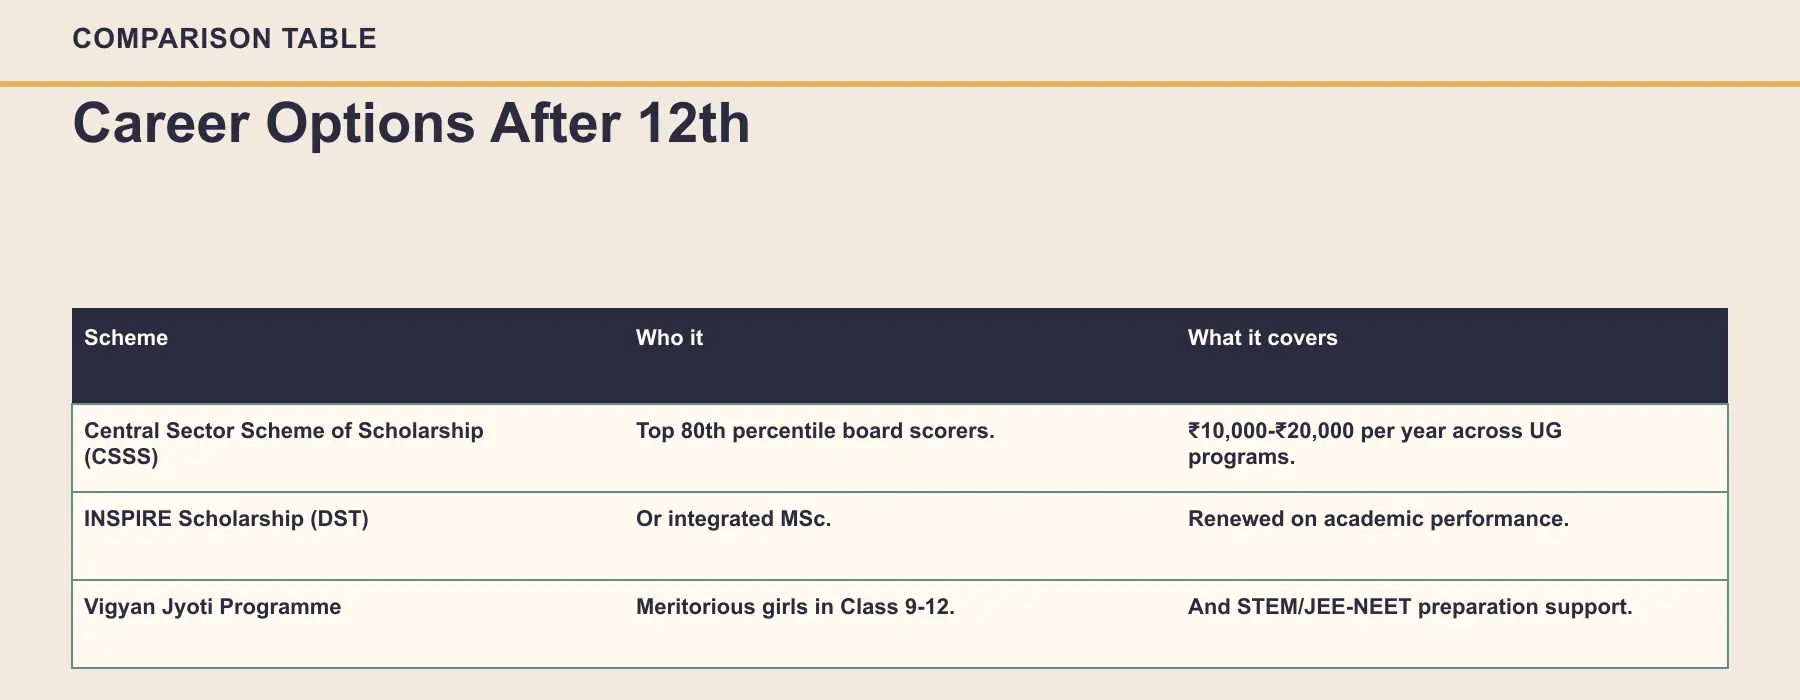 COMPARISON TABLE
Career Options After 12th
Scheme
Who it
What it covers
Central Sector Scheme of Scholarship
(CSSS)
Top 80th percentile board scorers.
₹10,000-₹20,000 per year across UG
programs.
INSPIRE Scholarship (DST)
Or integrated MSc.
Renewed on academic performance.
Vigyan Jyoti Programme
Meritorious girls in Class 9-12.
And STEM/JEE-NEET preparation support.